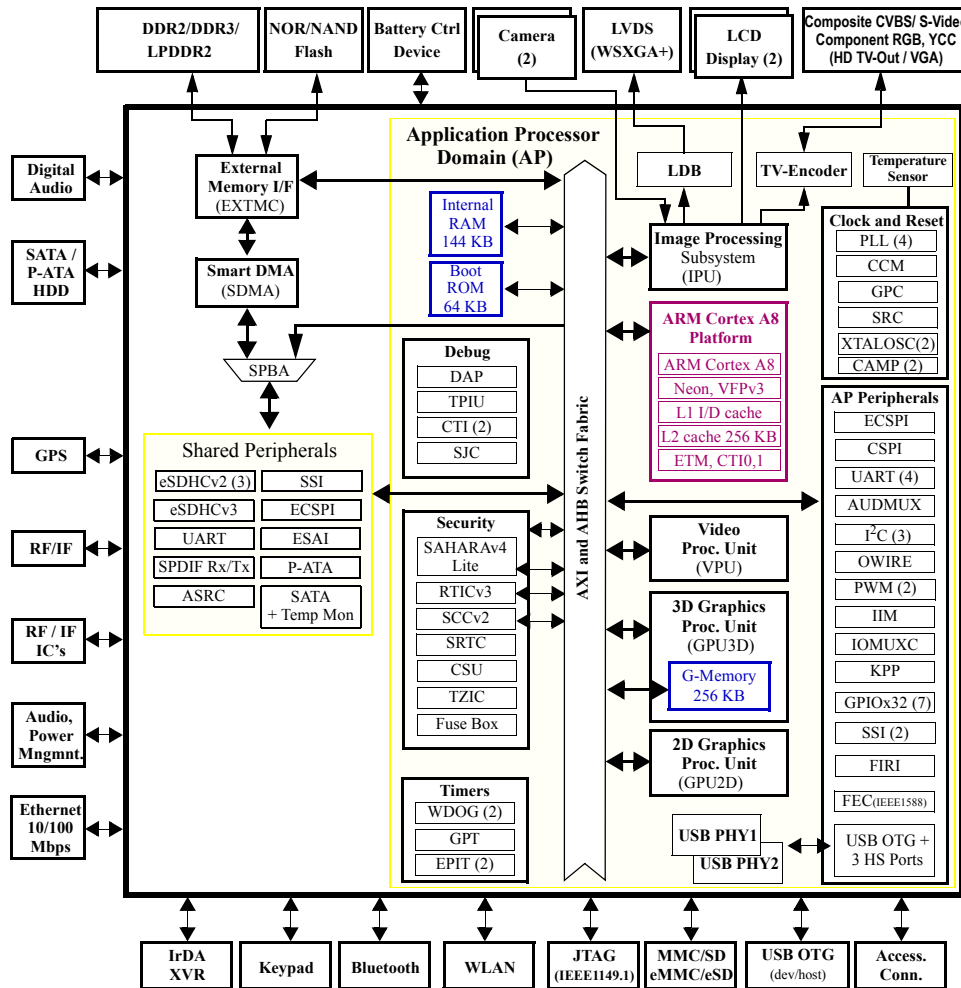 DDR2/DDR3/
LPDDR2
NOR/NAND
Flash
Battery Ctrl
Device
Camera
(2)
LVDS
(WSXGA+)
LCD
Display (2)
Composite CVBS/ S-Video
Component RGB, YCC
(HD TV-Out / VGA)
Digital
Audio
SATA /
P-ATA
HDD
GPS
RF/IF
RF / IF
IC's
Audio,
Power
Mngmnt.
Ethernet
10/100
Mbps
External
Memory I/F
(EXTMC)
Smart DMA
(SDMA)
SPBA
Shared Peripherals
eSDHCv2 (3)
SSI
eSDHCv3
ECSPI
UART
ESAI
SPDIF Rx/Tx
P-ATA
ASRC
SATA
+ Temp Mon
Application Processor
Domain (AP)
Internal
RAM
144 KB
Boot
ROM
64 KB
Debug
DAP
TPIU
CTI (2)
SJC
Security
SAHARAv4
Lite
RTICv3
SCCv2
SRTC
CSU
TZIC
Fuse Box
Timers
WDOG (2)
GPT
EPIT (2)
AXI and AHB Switch Fabric
LDB
TV-Encoder
Temperature
Sensor
Image Processing
Subsystem
(IPU)
ARM Cortex A8
Platform
ARM Cortex A8
Neon, VFPv3
L1 I/D cache
L2 cache 256 KB
ETM, CTI0,1
Video
Proc. Unit
(VPU)
3D Graphics
Proc. Unit
(GPU3D)
G-Memory
256 KB
2D Graphics
Proc. Unit
(GPU2D)
USB PHY1
USB PHY2
Clock and Reset
PLL (4)
CCM
GPC
SRC
XTALOSC(2)
CAMP (2)
AP Peripherals
ECSPI
CSPI
UART (4)
AUDMUX
I2C (3)
OWIRE
PWM (2)
IIM
IOMUXC
KPP
GPIOx32 (7)
SSI (2)
FIRI
FEC(IEEE1588)
USB OTG +
3 HS Ports
IrDA
XVR
Keypad
Bluetooth
WLAN
JTAG
(IEEE1149.1)
MMC/SD
eMMC/eSD
USB OTG
(dev/host)
Access.
Conn.